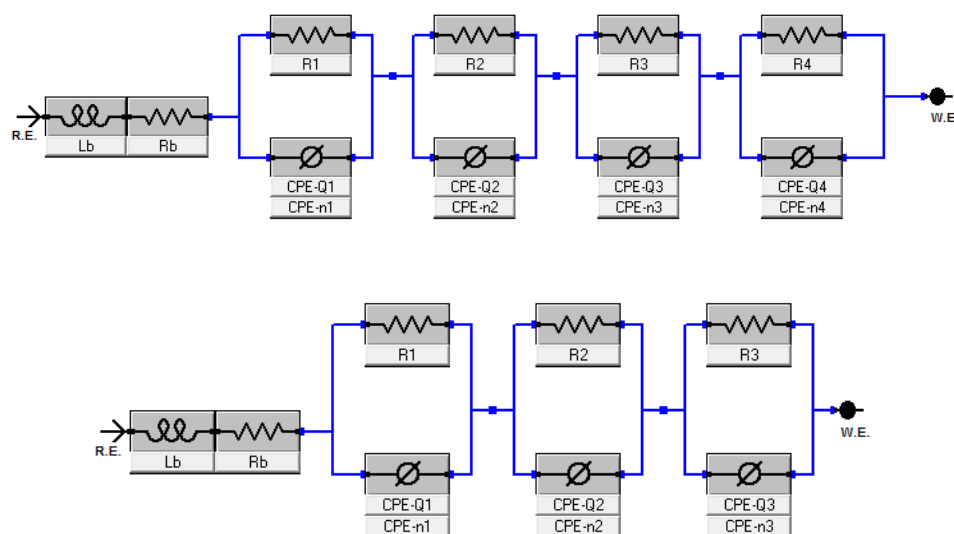 R1 R2 R3 R4
R.E. Lb Rb W.E
CPE-Q1 CPE-Q2 CPE-Q3 CPE-Q4
CPE-n1 CPE-n2 CPE-n3 CPE-n4
R1 R2 R3
R.E. Lb Rb W.E.
CPE-Q1 CPE-Q2 CPE-Q3
CPE-n1 CPE-n2 CPE-n3